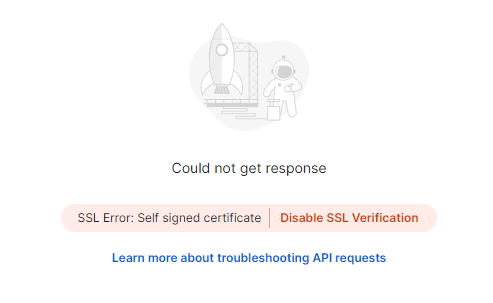 Could not get response
SSL Error: Self signed certificate Disable SSL Verification
Learn more about troubleshooting API requests